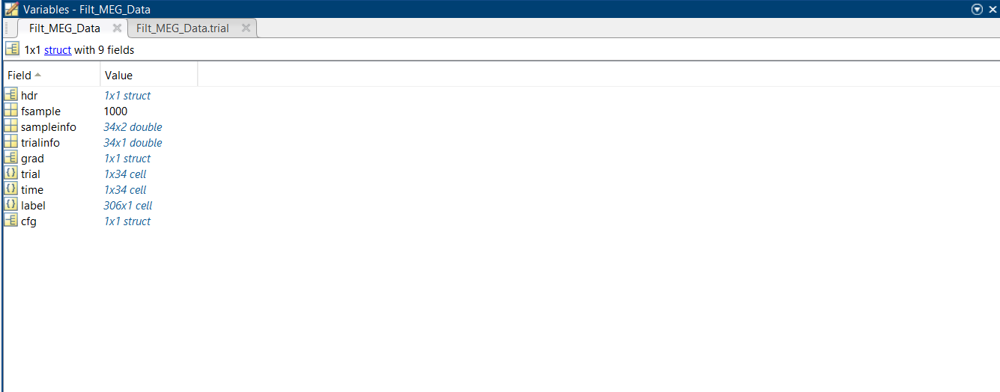 Variables - Filt_MEG_Data
Filt_MEG_Data Filt_MEG_Data.trial
1x1 struct with 9 fields
Field Value
hdr 1x1 struct
fsample 1000
sampleinfo 34x2 double
trialinfo 34x1 double
grad 1x1 struct
trial 1x34 cell
time 1x34 cell
label 306x1 cell
cfg 1x1 struct